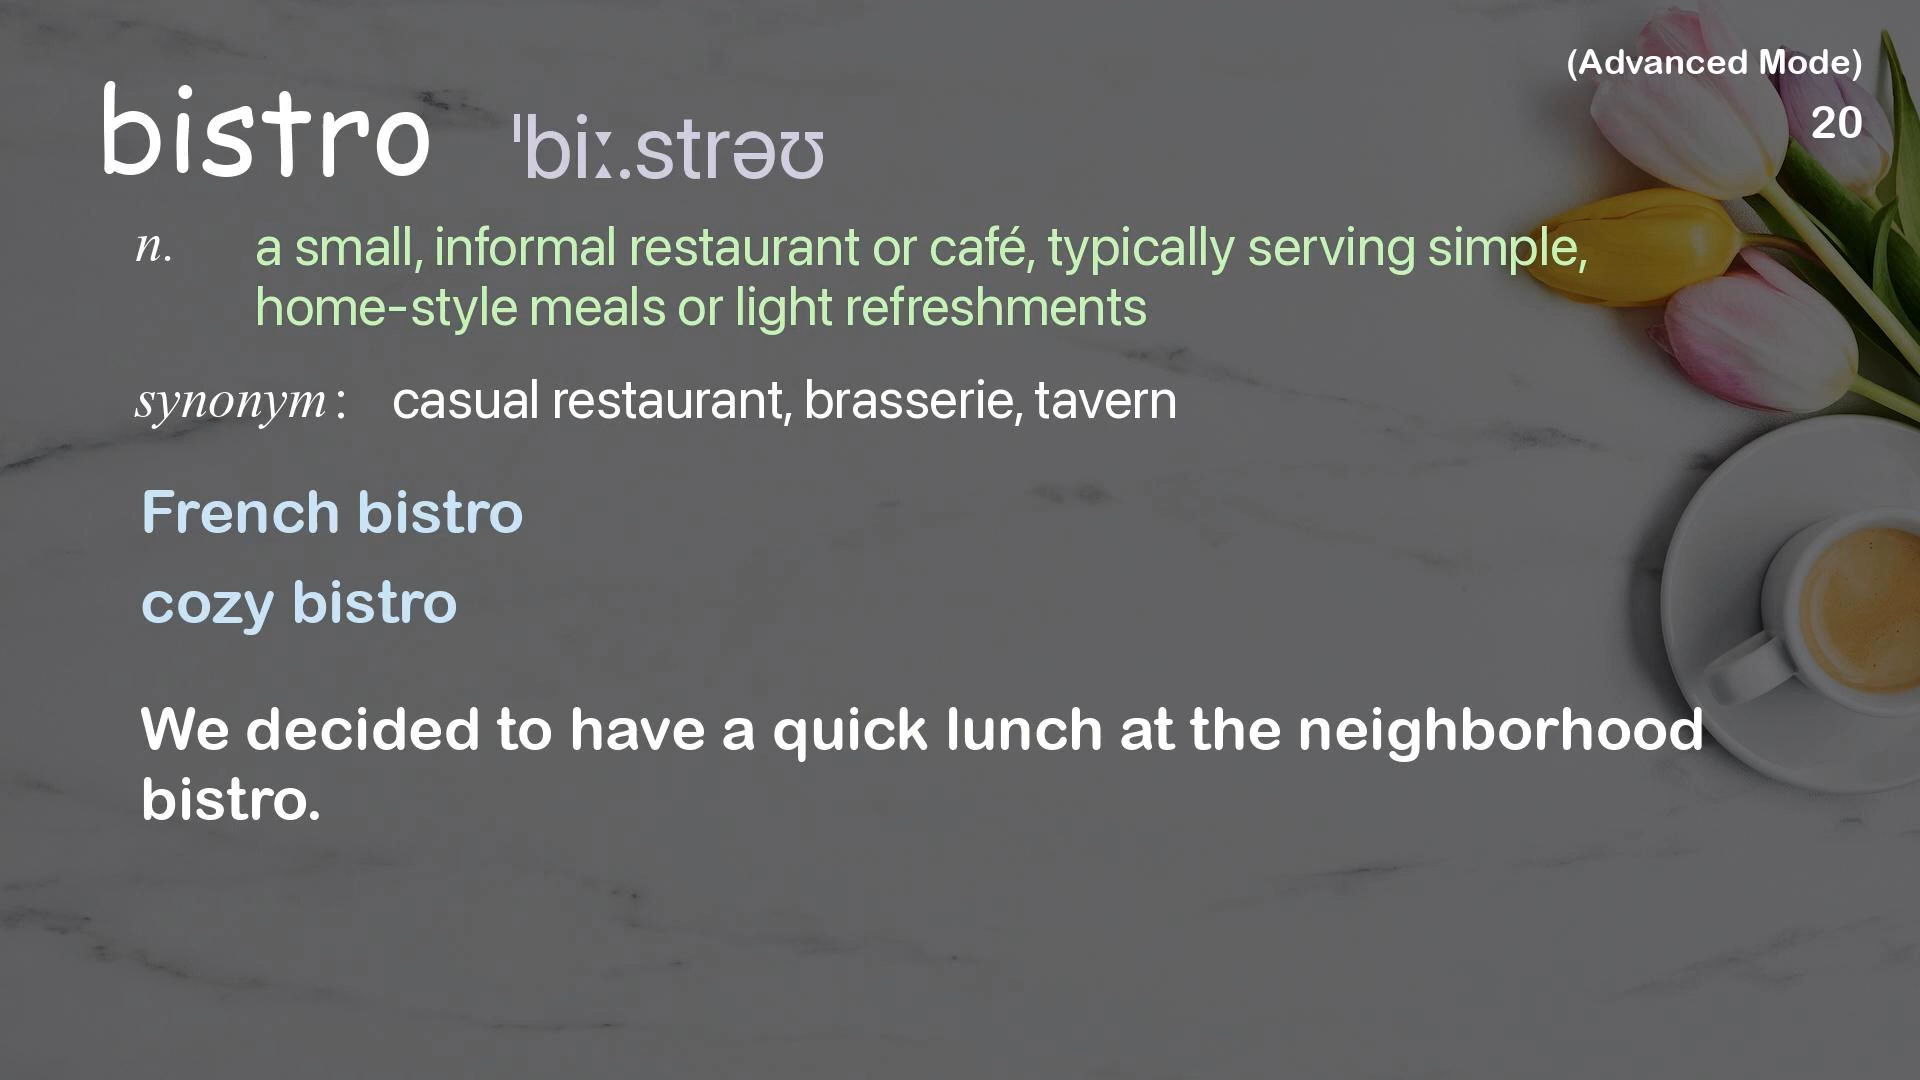 (Advanced Mode)
20
bistro ˈbiː.strəʊ
n. a small, informal restaurant or café, typically serving simple,
home-style meals or light refreshments
synonym: casual restaurant, brasserie, tavern
French bistro
cozy bistro
We decided to have a quick lunch at the neighborhood
bistro.